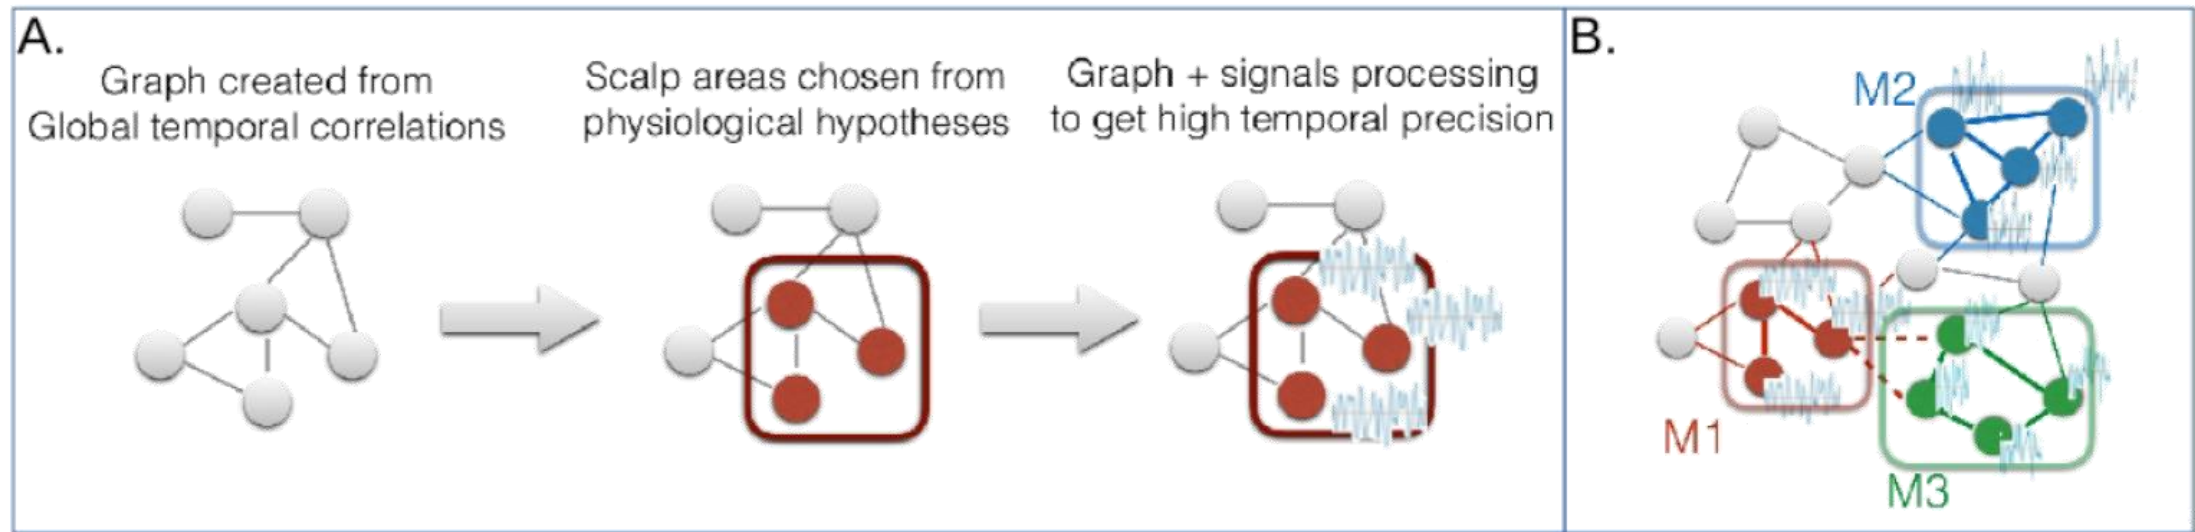 A.
Graph created from
Global temporal correlations
Scalp areas chosen from
physiological hypotheses
Graph + signals processing
to get high temporal precision
B.
M2
M1
M3